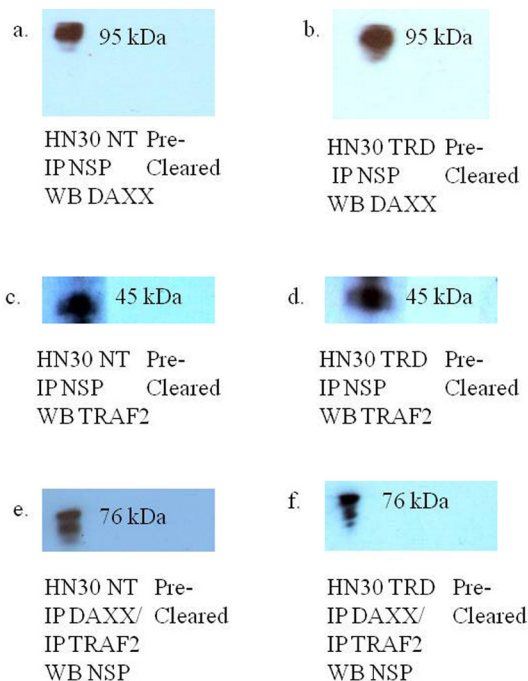 a.
95 kDa
HN30 NT Pre-
IP NSP Cleared
WB DAXX
b.
95 kDa
HN30 TRD Pre-
IP NSP Cleared
WB DAXX
c.
45 kDa
HN30 NT Pre-
IP NSP Cleared
WB TRAF2
d.
45 kDa
HN30 TRD Pre-
IP NSP Cleared
WB TRAF2
e.
76 kDa
HN30 NT Pre-
IP DAXX/ Cleared
IP TRAF2
WB NSP
f.
76 kDa
HN30 TRD Pre-
IP DAXX/ Cleared
IP TRAF2
WB NSP